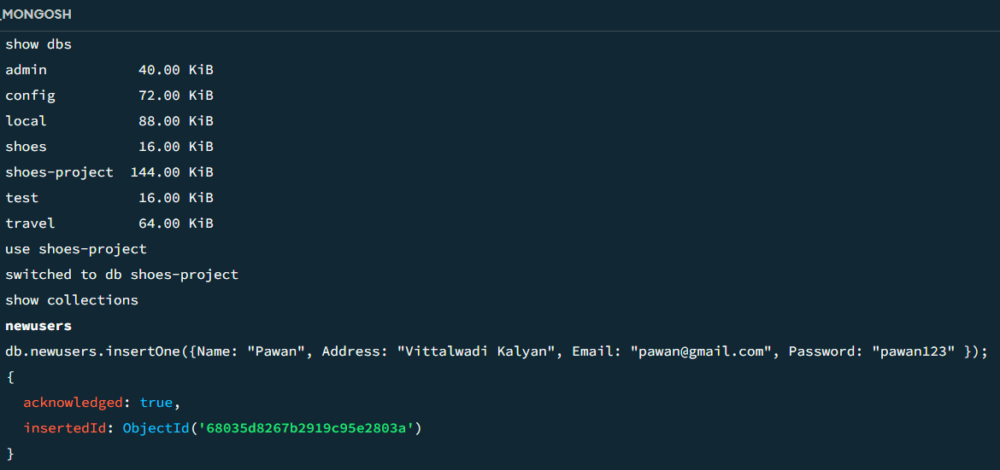 _MONGOSH
show dbs
admin 40.00 KiB
config 72.00 KiB
local 88.00 KiB
shoes 16.00 KiB
shoes-project 144.00 KiB
test 16.00 KiB
travel 64.00 KiB
use shoes-project
switched to db shoes-project
show collections
newusers
db.newusers.insertOne({Name: "Pawan", Address: "Vittalwadi Kalyan", Email: "pawan@gmail.com", Password: "pawan123" });
{
acknowledged: true,
insertedId: ObjectId('68035d8267b2919c95e2803a')
}